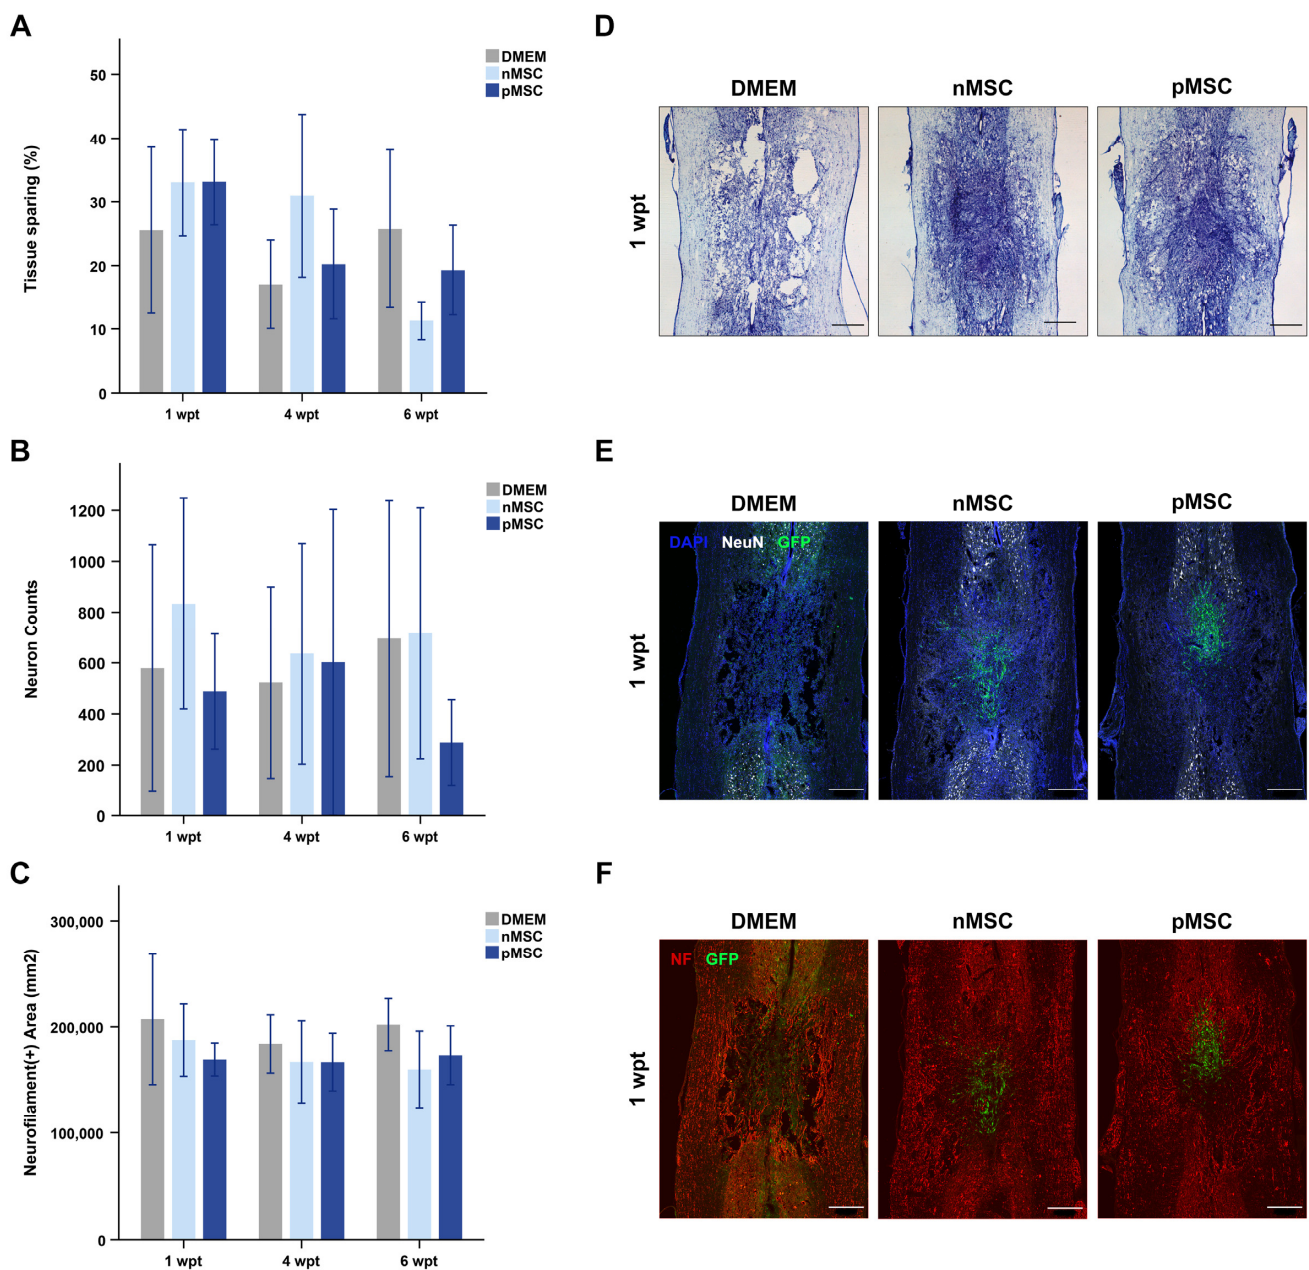 A
DMEM
nMSC
pMSC
Tissue sparing (%)
50
40
30
20
10
0
1 wpt
4 wpt
6 wpt
B
DMEM
nMSC
pMSC
Neuron Counts
1200
1000
800
600
400
200
0
1 wpt
4 wpt
6 wpt
C
DMEM
nMSC
pMSC
Neurofilament(+) Area (mm2)
300,000
200,000
100,000
0
1 wpt
4 wpt
6 wpt
D
DMEM
nMSC
pMSC
1 wpt
E
DMEM
nMSC
pMSC
DAPI NeuN GFP
1 wpt
F
DMEM
nMSC
pMSC
NF GFP
1 wpt